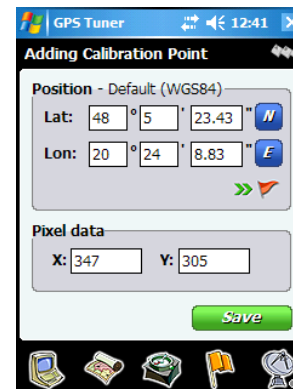 GPS Tuner 12:41
Adding Calibration Point
Position - Default (WGS84)
Lat: 48 ° 5 ' 23.43 " N
Lon: 20 ° 24 ' 8.83 " E
Pixel data
X: 347 Y: 305
Save